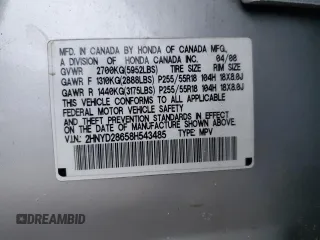 MFD. IN CANADA BY HONDA OF CANADA MFG.,
A DIVISION OF HONDA CANADA INC. 04/08
GVWR 2700KG(5952LBS) TIRE SIZE RIM SIZE
GAWR F 1310KG(2888LBS) P255/55R18 104H 18X8.0J
GAWR R 1440KG(3175LBS) P255/55R18 104H 18X8.0J
THIS VEHICLE CONFORMS TO ALL APPLICABLE
FEDERAL MOTOR VEHICLE SAFETY
AND THEFT PREVENTION STANDARDS IN EFFECT
ON THE DATE OF MANUFACTURE SHOWN ABOVE.
V.I.N: 2HNYD28658H543485 TYPE: MPV
DREAMBID